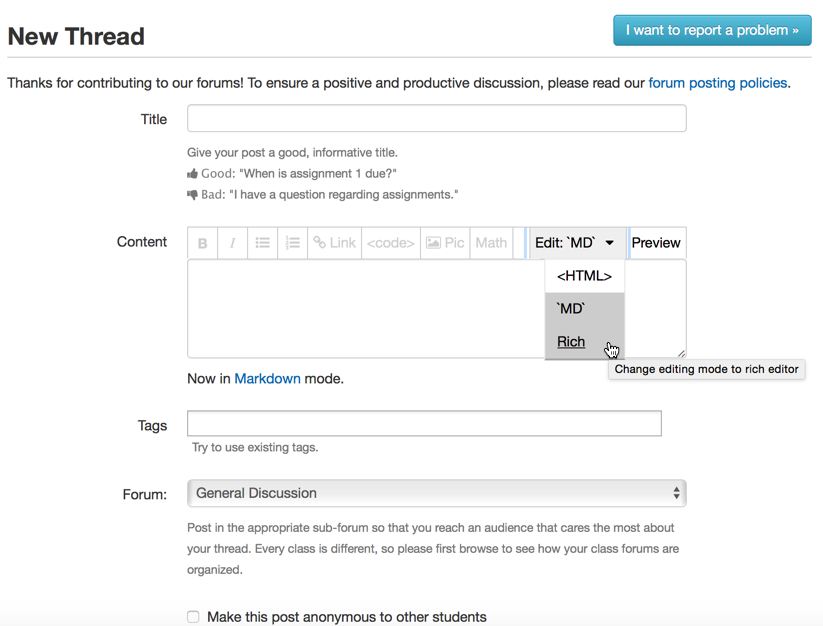 New Thread
I want to report a problem »
Thanks for contributing to our forums! To ensure a positive and productive discussion, please read our forum posting policies.
Title
Give your post a good, informative title.
Good: "When is assignment 1 due?"
Bad: "I have a question regarding assignments."
Content
B I Link <code> Pic Math Edit: `MD` Preview
<HTML>
`MD`
Rich
Change editing mode to rich editor
Now in Markdown mode.
Tags
Try to use existing tags.
Forum: General Discussion
Post in the appropriate sub-forum so that you reach an audience that cares the most about
your thread. Every class is different, so please first browse to see how your class forums are
organized.
Make this post anonymous to other students